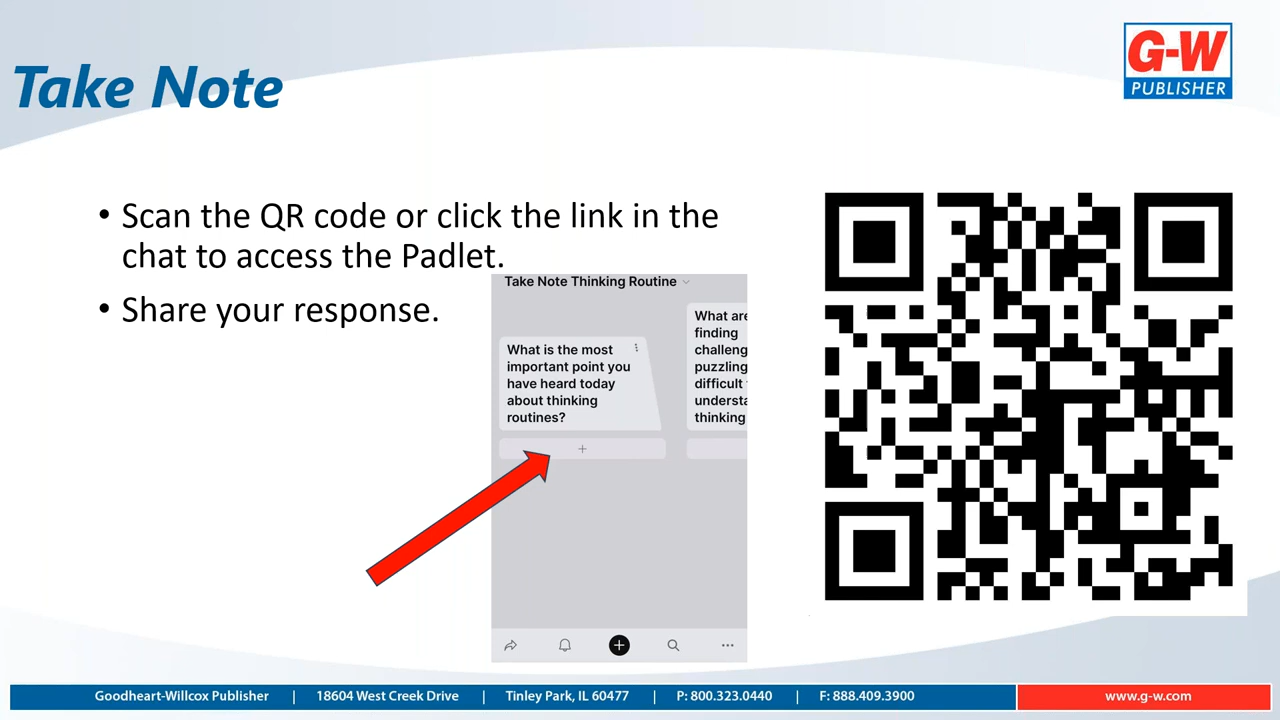 Take Note
G-W
PUBLISHER
• Scan the QR code or click the link in the
chat to access the Padlet.
• Share your response.
Take Note Thinking Routine
What is the most
important point you
have heard today
about thinking
routines?
What are
finding
challeng
puzzling
difficult
understa
thinking
Goodheart-Willcox Publisher | 18604 West Creek Drive | Tinley Park, IL 60477 | P: 800.323.0440 | F: 888.409.3900
www.g-w.com